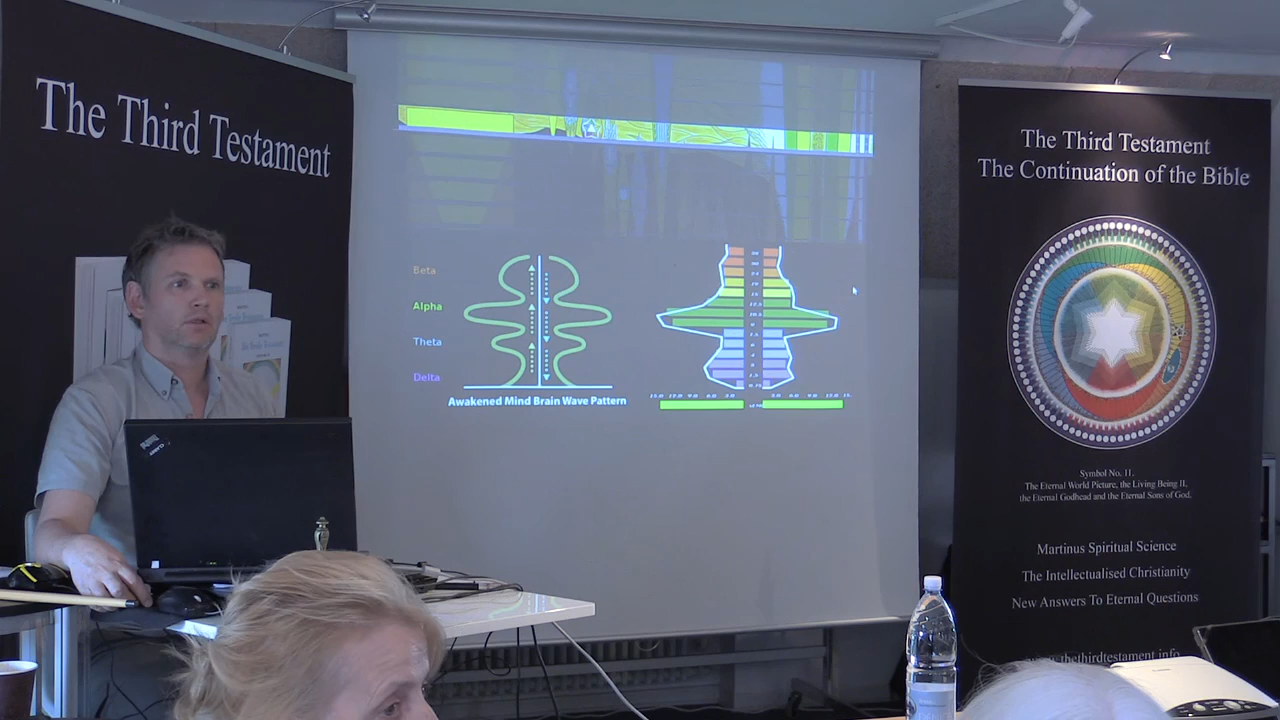 The Third Testament
Beta
Alpha
Theta
Delta
Awakened Mind Brain Wave Pattern
The Third Testament
The Continuation of the Bible
Symbol No. 11.
The Eternal World Picture, the Living Being II,
the Eternal Godhead and the Eternal Sons of God.
Martinus Spiritual Science
The Intellectualised Christianity
New Answers To Eternal Questions
thethirdtestament.info